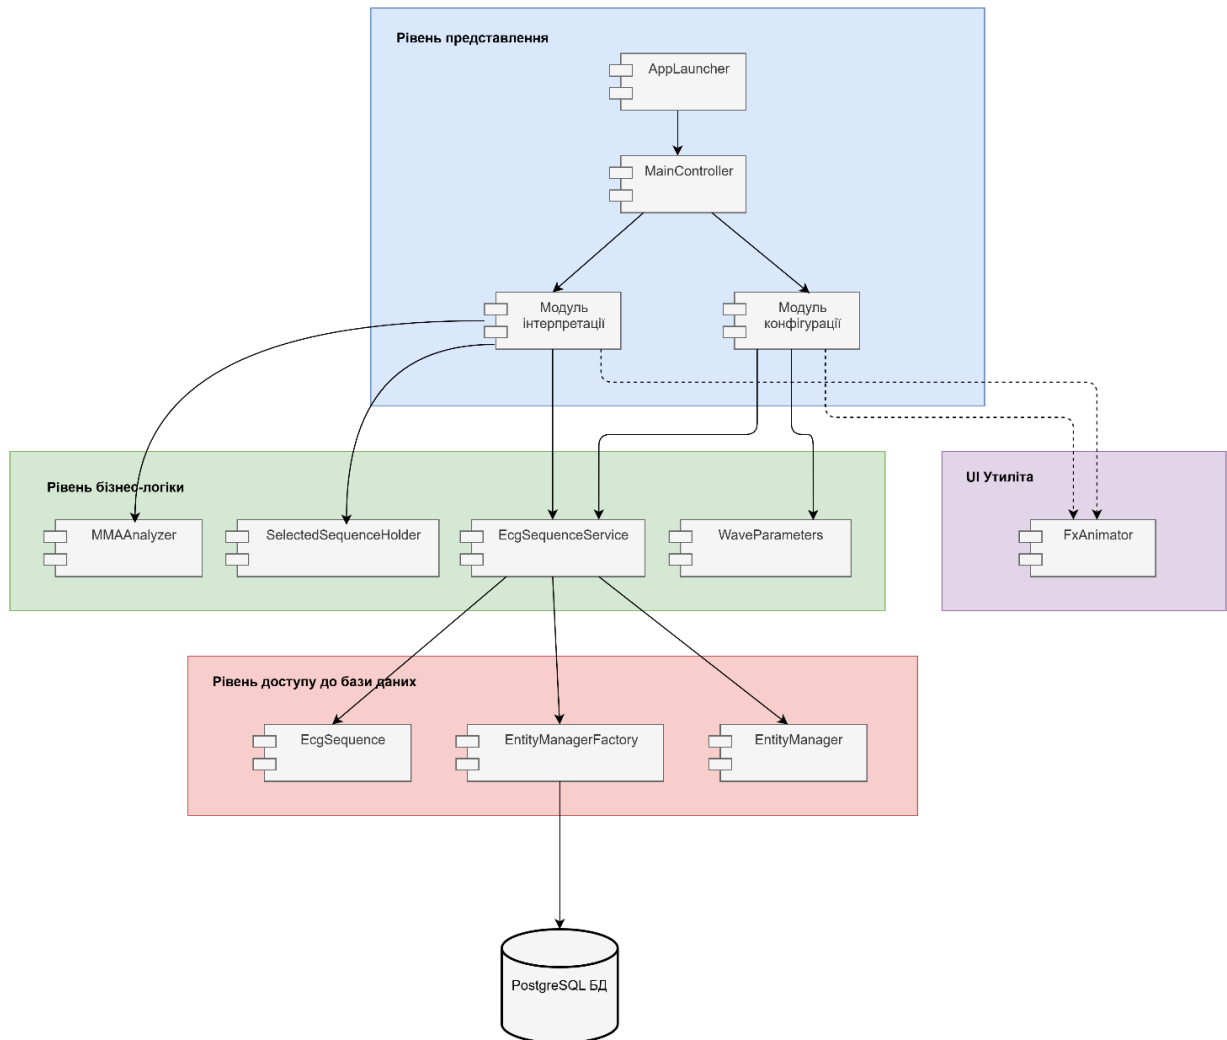 Рівень представлення
AppLauncher
MainController
Модуль
інтерпретації
Модуль
конфігурації
Рівень бізнес-логіки
MMAAnalyzer
SelectedSequenceHolder
EcgSequenceService
WaveParameters
UI Утиліта
FxAnimator
Рівень доступу до бази даних
EcgSequence
EntityManagerFactory
EntityManager
PostgreSQL БД